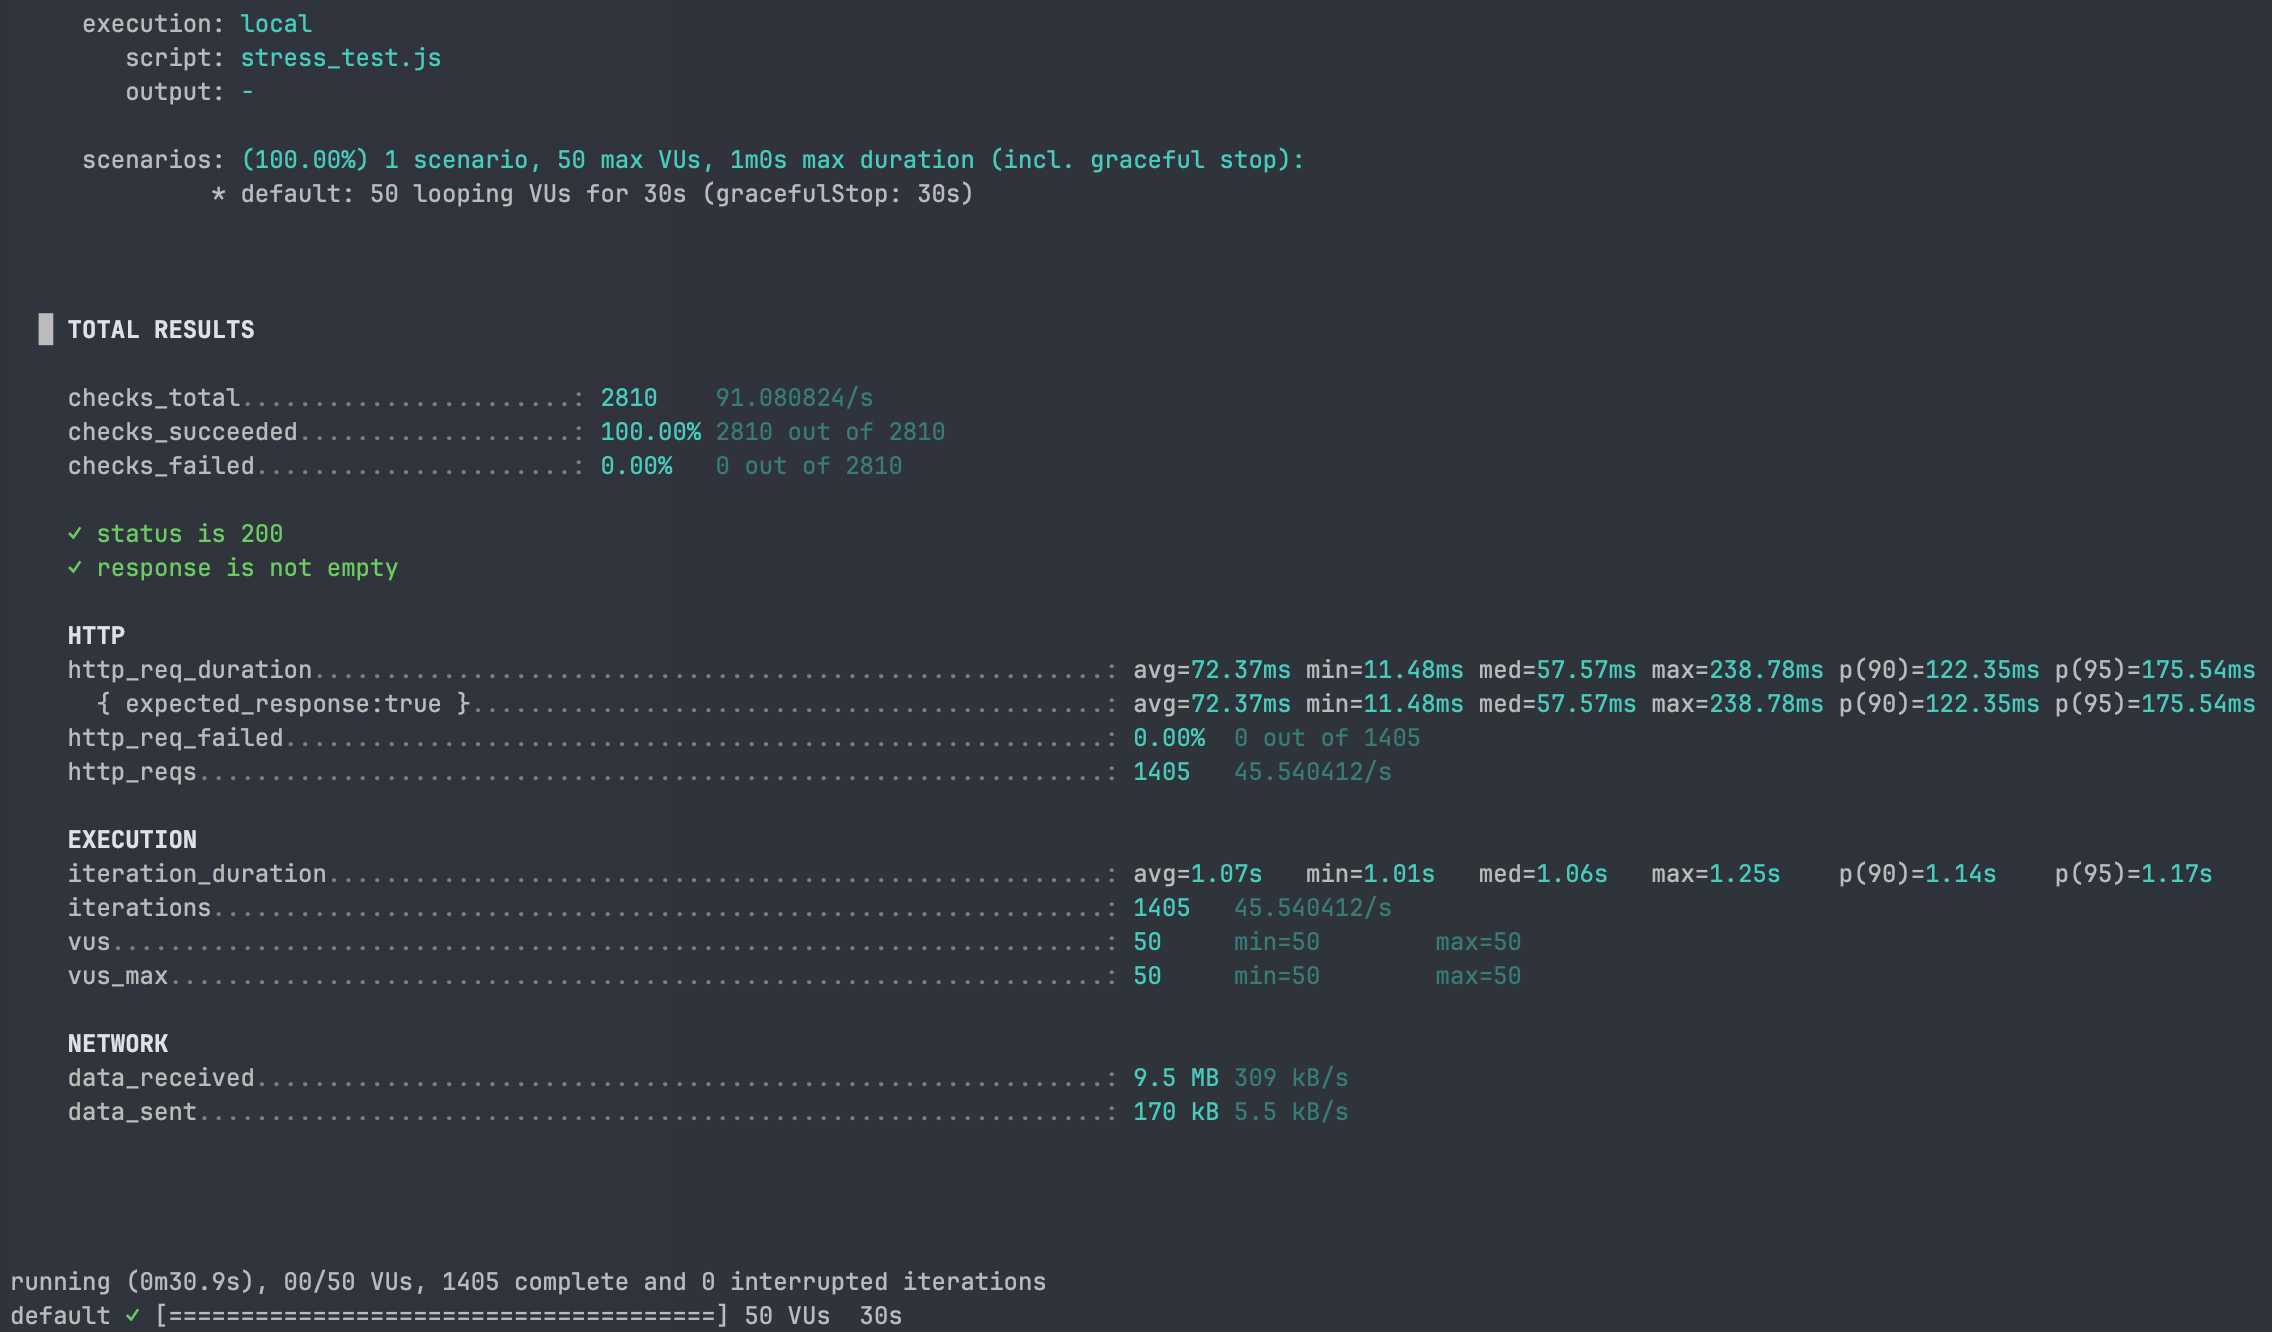 execution: local
script: stress_test.js
output: -
scenarios: (100.00%) 1 scenario, 50 max VUs, 1m0s max duration (incl. graceful stop):
* default: 50 looping VUs for 30s (gracefulStop: 30s)
TOTAL RESULTS
checks_total.......................: 2810    91.080824/s
checks_succeeded...................: 100.00% 2810 out of 2810
checks_failed......................: 0.00%   0 out of 2810
✓ status is 200
✓ response is not empty
HTTP
http_req_duration.......................................................: avg=72.37ms min=11.48ms med=57.57ms max=238.78ms p(90)=122.35ms p(95)=175.54ms
{ expected_response:true }............................................: avg=72.37ms min=11.48ms med=57.57ms max=238.78ms p(90)=122.35ms p(95)=175.54ms
http_req_failed.........................................................: 0.00%  0 out of 1405
http_reqs...............................................................: 1405   45.540412/s
EXECUTION
iteration_duration......................................................: avg=1.07s   min=1.01s   med=1.06s   max=1.25s    p(90)=1.14s    p(95)=1.17s
iterations..............................................................: 1405   45.540412/s
vus.....................................................................: 50     min=50        max=50
vus_max.................................................................: 50     min=50        max=50
NETWORK
data_received...........................................................: 9.5 MB 309 kB/s
data_sent...............................................................: 170 kB 5.5 kB/s
running (0m30.9s), 00/50 VUs, 1405 complete and 0 interrupted iterations
default ✓ [======================================] 50 VUs  30s